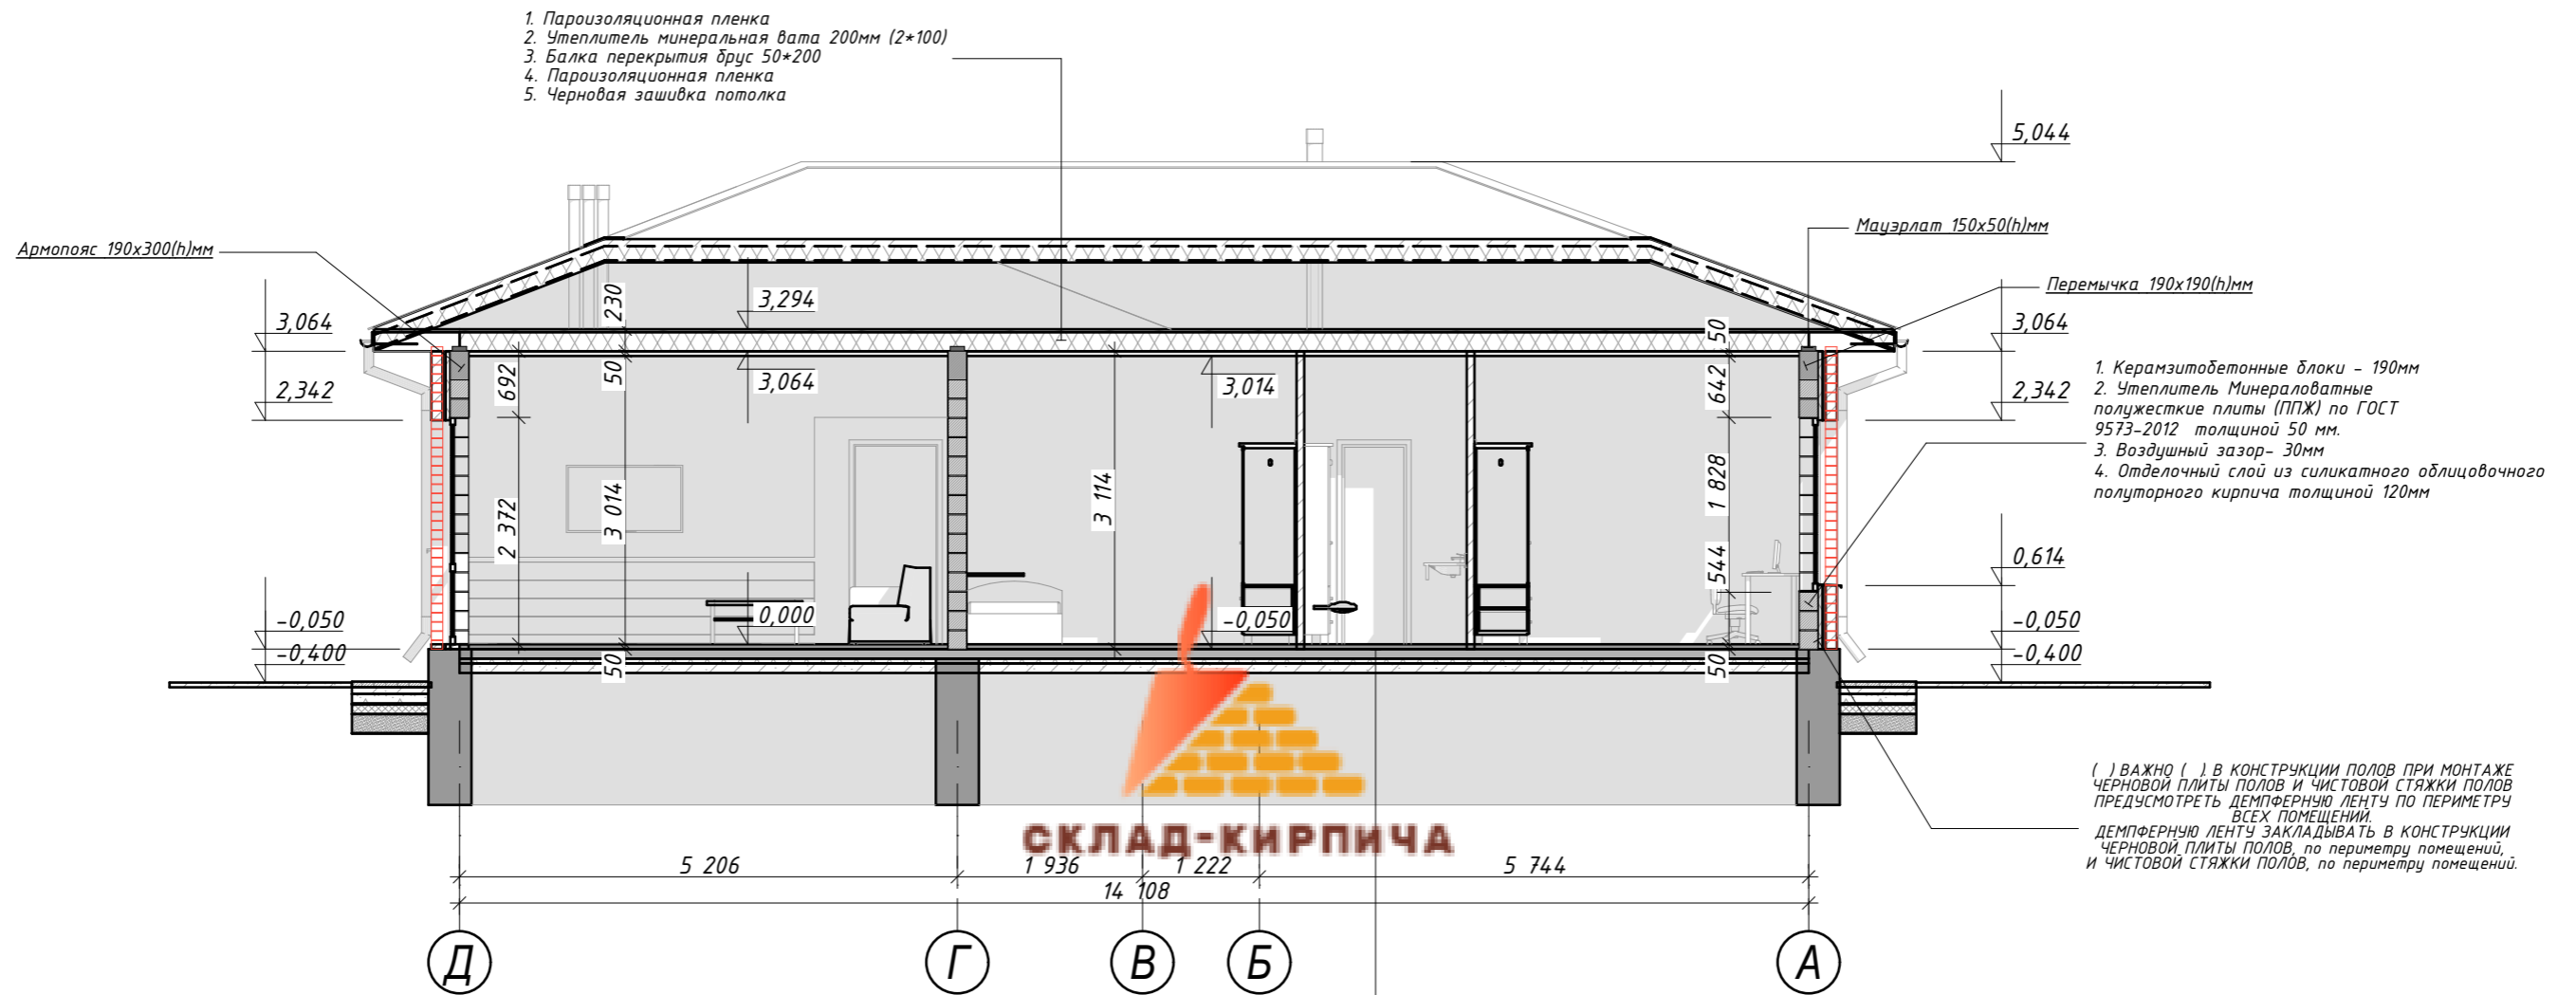 1. Пароизоляционная пленка
2. Утеплитель минеральная вата 200мм (2*100)
3. Балка перекрытия брус 50*200
4. Пароизоляционная пленка
5. Черновая зашивка потолка
5,044
Армопояс 190х300(h)мм
Мауэрлат 150х50(h)мм
Перемычка 190х190(h)мм
3,064
2,342
230
3,294
50
692
50
3,064
3,014
642
3,064
2,342
1. Керамзитобетонные блоки - 190мм
2. Утеплитель Минераловатные
полужесткие плиты (ППЖ) по ГОСТ
9573-2012 толщиной 50 мм.
3. Воздушный зазор- 30мм
4. Отделочный слой из силикатного облицовочного
полуторного кирпича толщиной 120мм
2 372
3 014
3 114
1 828
544
0,614
-0,050
-0,400
0,000
-0,050
50
50
-0,050
-0,400
( ) ВАЖНО ( ). В КОНСТРУКЦИИ ПОЛОВ ПРИ МОНТАЖЕ
ЧЕРНОВОЙ ПЛИТЫ ПОЛОВ И ЧИСТОВОЙ СТЯЖКИ ПОЛОВ
ПРЕДУСМОТРЕТЬ ДЕМПФЕРНУЮ ЛЕНТУ ПО ПЕРИМЕТРУ
ВСЕХ ПОМЕЩЕНИЙ.
ДЕМПФЕРНУЮ ЛЕНТУ ЗАКЛАДЫВАТЬ В КОНСТРУКЦИИ
ЧЕРНОВОЙ ПЛИТЫ ПОЛОВ, по периметру помещений,
И ЧИСТОВОЙ СТЯЖКИ ПОЛОВ, по периметру помещений.
СКЛАД-КИРПИЧА
5 206
1 936
1 222
5 744
14 108
Д
Г
В
Б
А